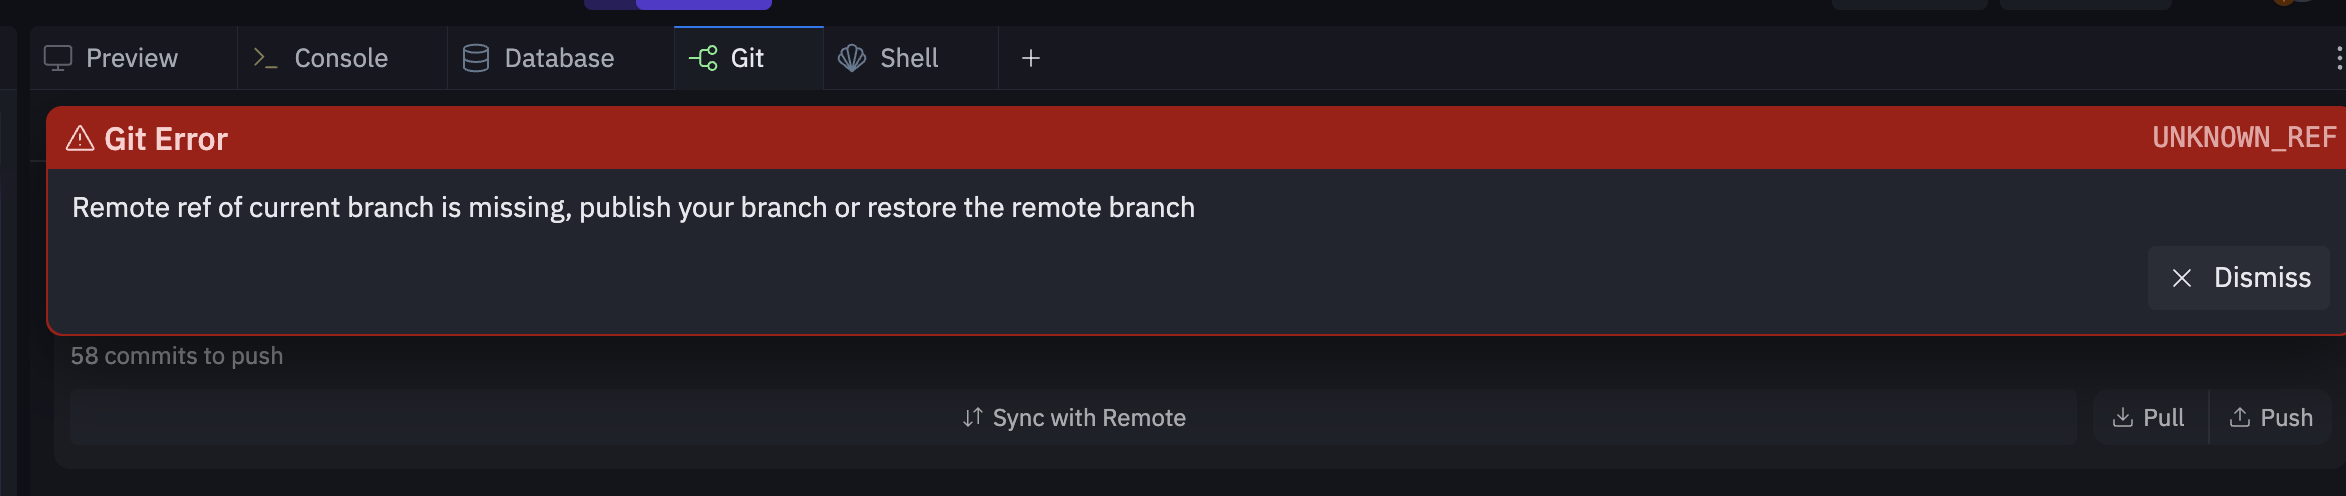 Preview Console Database Git Shell
Git Error UNKNOWN_REF
Remote ref of current branch is missing, publish your branch or restore the remote branch
Dismiss
58 commits to push
Sync with Remote Pull Push